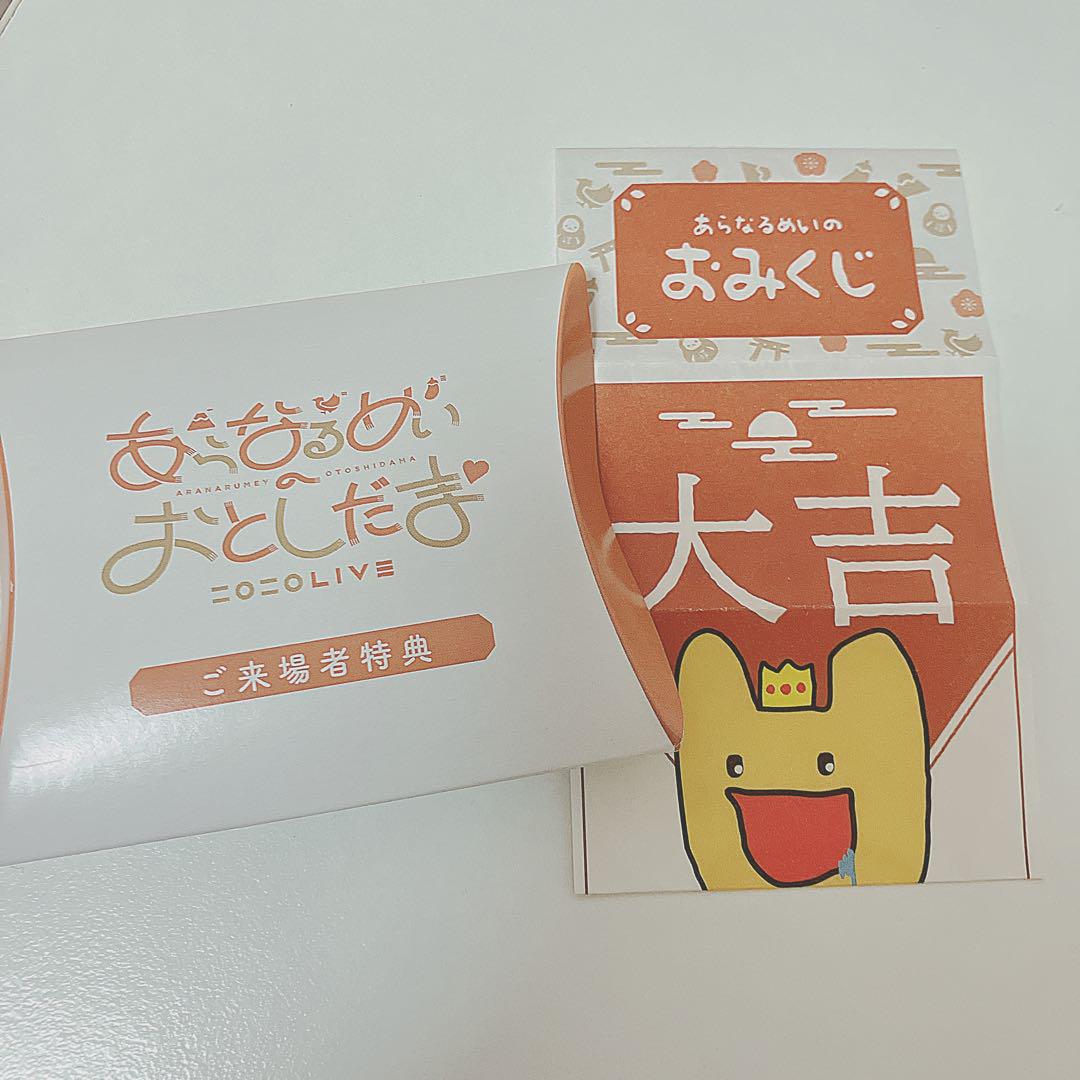 あらなるめい
の
ARANARUMEY OTOSHIDAMA
おとしだま
ニコニコLIVE
ご来場者特典
あらなるめいの
おみくじ
大吉